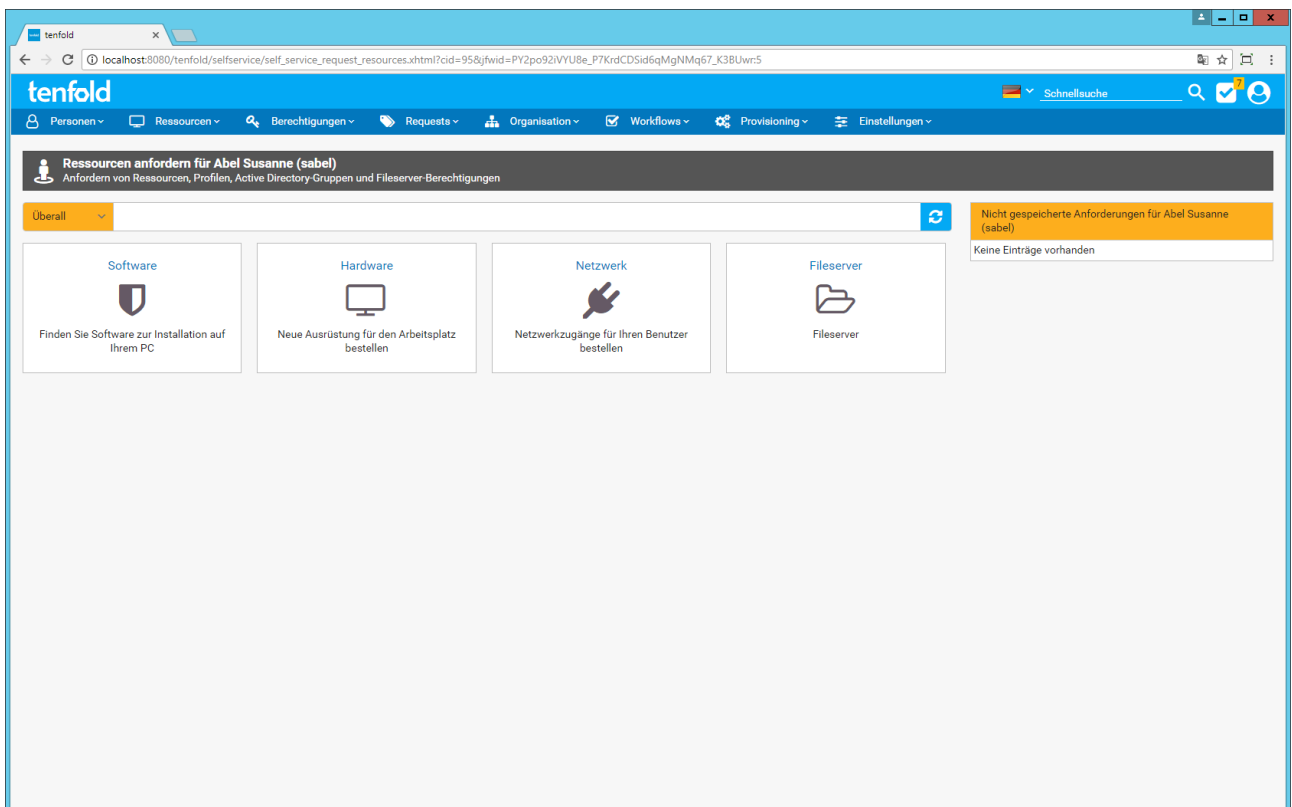 tenfold
localhost:8080/tenfold/selfservice/self_service_request_resources.xhtml?cid=95&jfwid=PY2po92iVYU8e_P7KrdCDSid6qMgNMq67_K3BUwr:5
tenfold
Schnellsuche
7
Personen
Ressourcen
Berechtigungen
Requests
Organisation
Workflows
Provisioning
Einstellungen
Ressourcen anfordern für Abel Susanne (sabel)
Anfordern von Ressourcen, Profilen, Active Directory-Gruppen und Fileserver-Berechtigungen
Überall
Nicht gespeicherte Anforderungen für Abel Susanne
(sabel)
Keine Einträge vorhanden
Software
Finden Sie Software zur Installation auf
Ihrem PC
Hardware
Neue Ausrüstung für den Arbeitsplatz
bestellen
Netzwerk
Netzwerkzugänge für Ihren Benutzer
bestellen
Fileserver
Fileserver